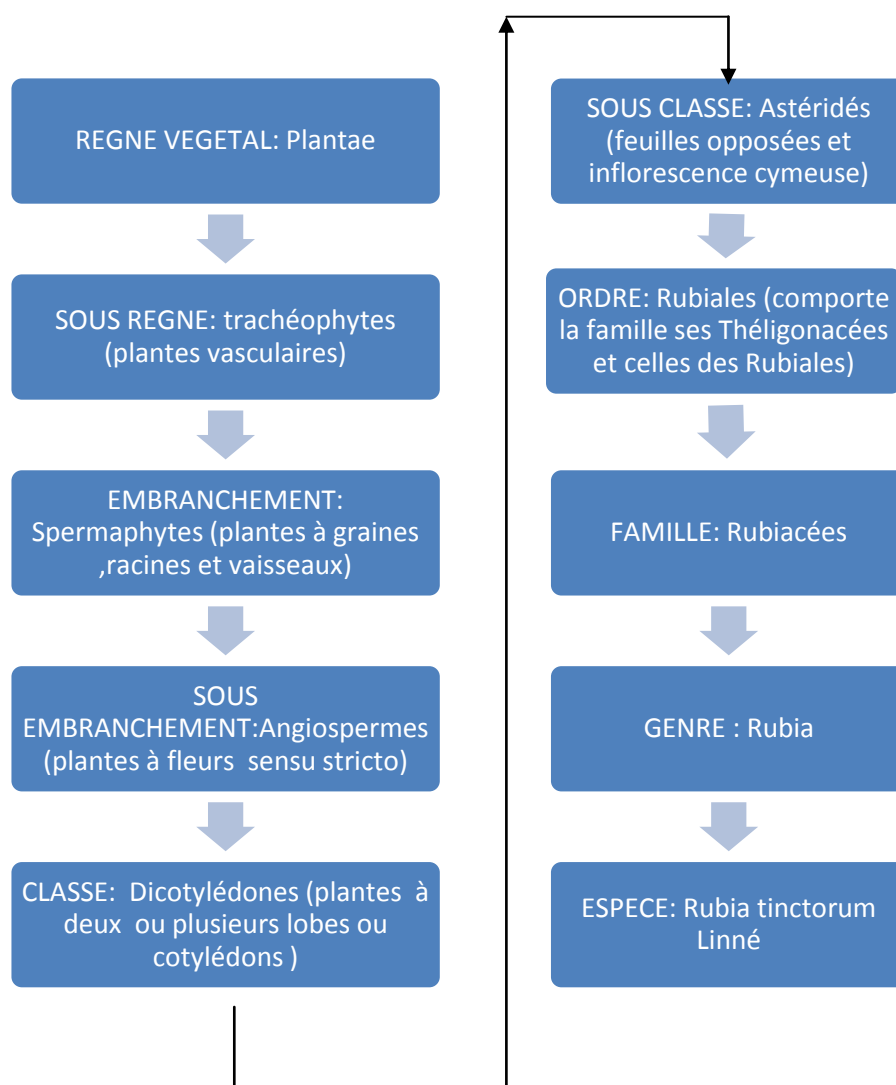 REGNE VEGETAL: Plantae
SOUS REGNE: trachéophytes
(plantes vasculaires)
EMBRANCHEMENT:
Spermaphytes (plantes à graines
,racines et vaisseaux)
SOUS
EMBRANCHEMENT:Angiospermes
(plantes à fleurs sensu stricto)
CLASSE: Dicotylédones (plantes à
deux ou plusieurs lobes ou
cotylédons )
SOUS CLASSE: Astéridés
(feuilles opposées et
inflorescence cymeuse)
ORDRE: Rubiales (comporte
la famille ses Théligonacées
et celles des Rubiales)
FAMILLE: Rubiacées
GENRE : Rubia
ESPECE: Rubia tinctorum
Linné